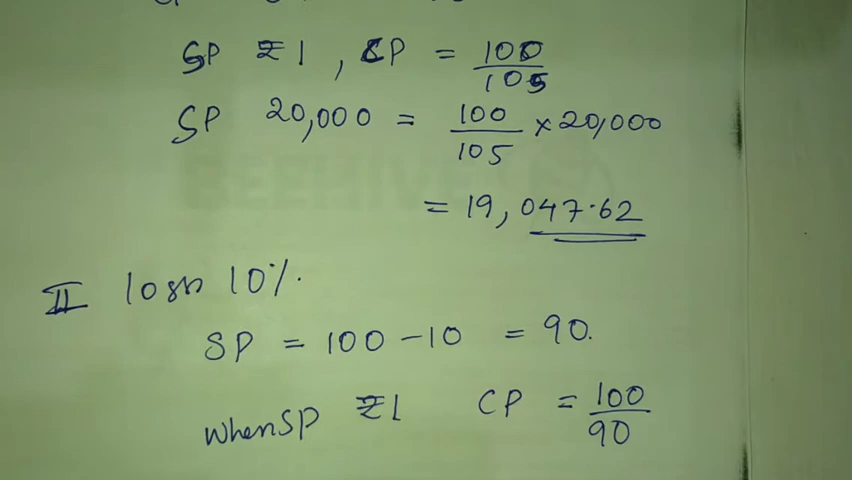 SP ₹1, CP = 100/105
SP 20,000 = 100/105 × 20,000
= 19,047.62
II loss 10%.
SP = 100 - 10 = 90.
when SP ₹1 CP = 100/90